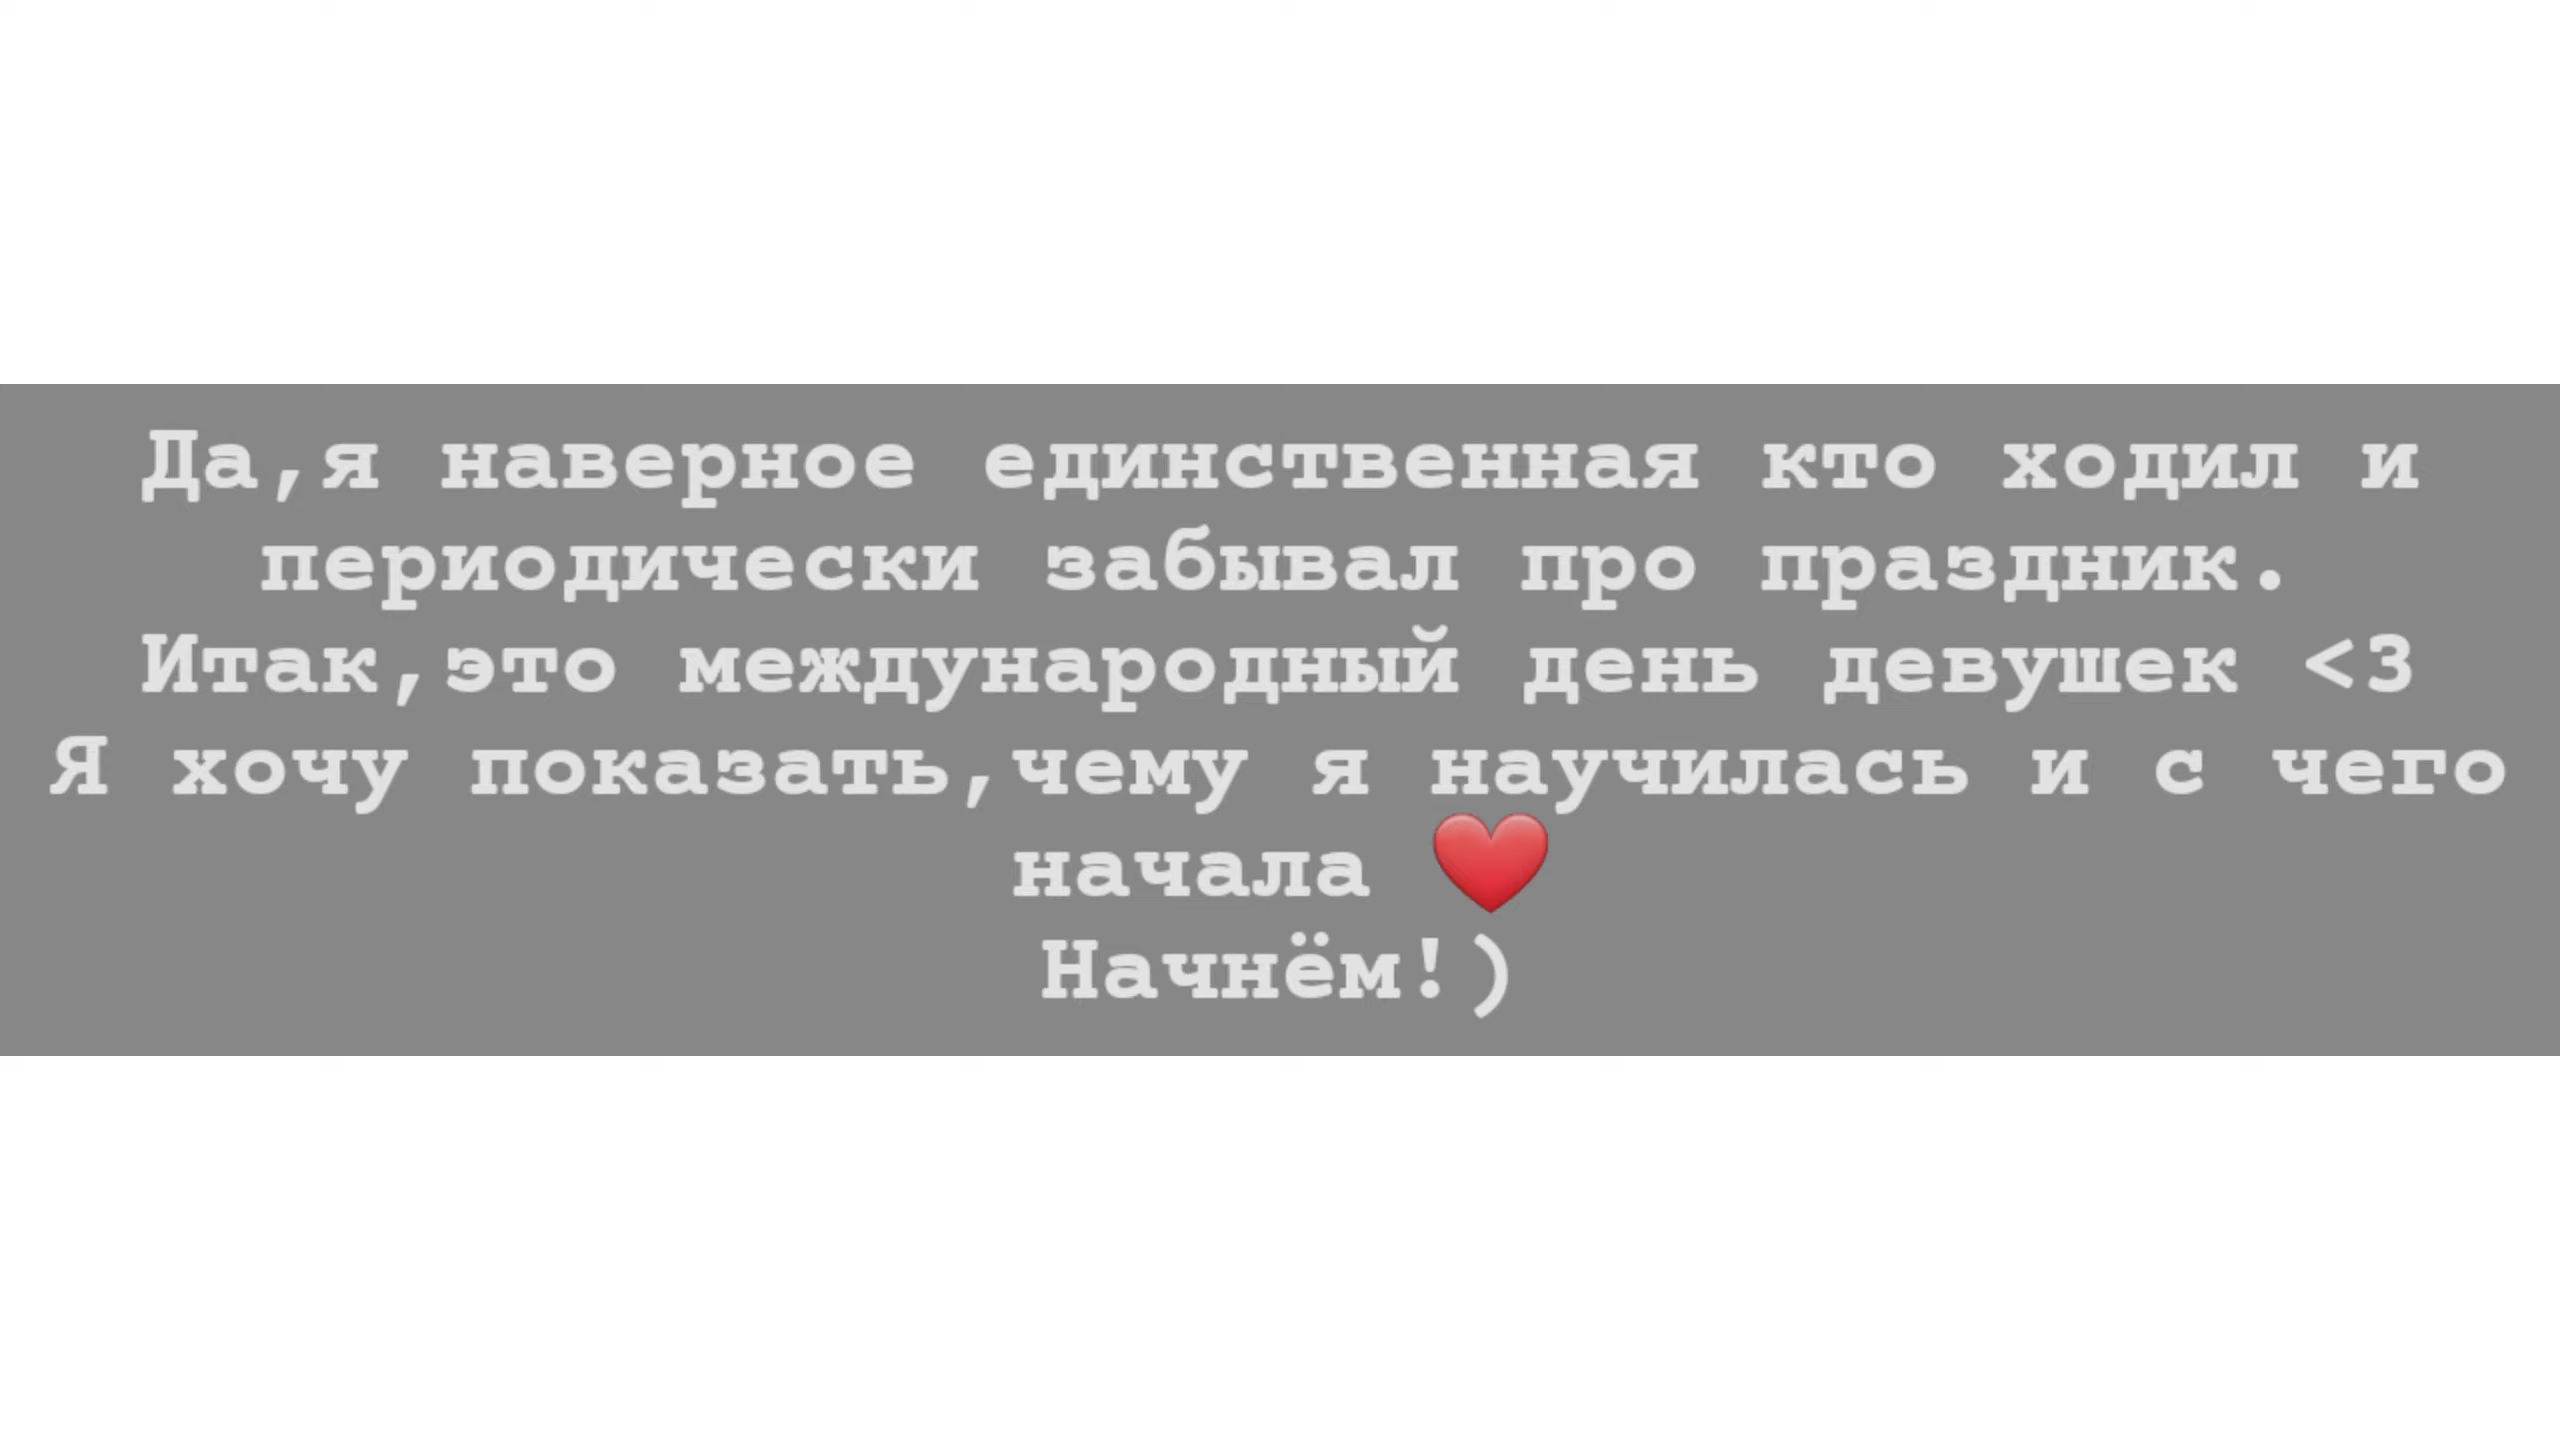 Да,я наверное единственная кто ходил и
периодически забывал про праздник.
Итак,это международный день девушек <3
Я хочу показать,чему я научилась и с чего
начала ❤️
Начнём!)